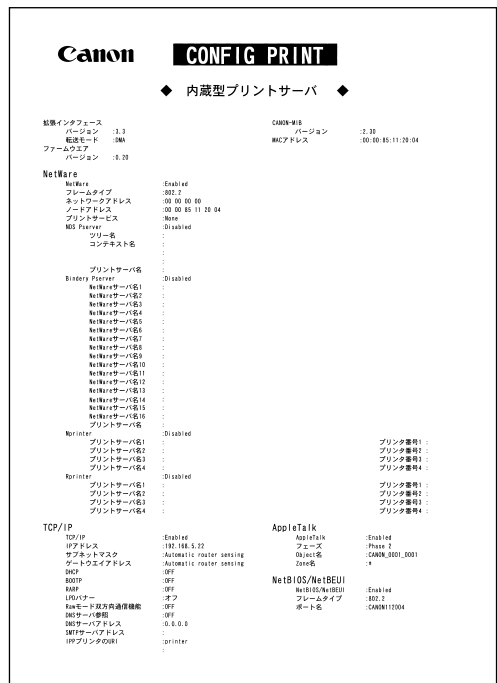 Canon CONFIG PRINT
◆ 内蔵型プリントサーバ ◆
拡張インタフェース
バージョン :3.3
転送モード :DMA
ファームウエア
バージョン :0.20
CANON-MIB
バージョン :2.30
MACアドレス :00:00:85:11:20:04
NetWare
NetWare :Enabled
フレームタイプ :802.2
ネットワークアドレス :00 00 00 00
ノードアドレス :00 00 85 11 20 04
プリントサービス :None
NDS Pserver :Disabled
ツリー名 :
コンテキスト名 :
:
:
プリントサーバ名 :
Bindery Pserver :Disabled
NetWareサーバ名1 :
NetWareサーバ名2 :
NetWareサーバ名3 :
NetWareサーバ名4 :
NetWareサーバ名5 :
NetWareサーバ名6 :
NetWareサーバ名7 :
NetWareサーバ名8 :
NetWareサーバ名9 :
NetWareサーバ名10 :
NetWareサーバ名11 :
NetWareサーバ名12 :
NetWareサーバ名13 :
NetWareサーバ名14 :
NetWareサーバ名15 :
NetWareサーバ名16 :
プリントサーバ名 :
Nprinter :Disabled
プリントサーバ名1 : プリンタ番号1 :
プリントサーバ名2 : プリンタ番号2 :
プリントサーバ名3 : プリンタ番号3 :
プリントサーバ名4 : プリンタ番号4 :
Rprinter :Disabled
プリントサーバ名1 : プリンタ番号1 :
プリントサーバ名2 : プリンタ番号2 :
プリントサーバ名3 : プリンタ番号3 :
プリントサーバ名4 : プリンタ番号4 :
TCP/IP
TCP/IP :Enabled
IPアドレス :192.168.5.22
サブネットマスク :Automatic router sensing
ゲートウエイアドレス :Automatic router sensing
DHCP :OFF
BOOTP :OFF
RARP :OFF
LPDバナー :オフ
Rawモード双方向通信機能 :OFF
DNSサーバ参照 :OFF
DNSサーバアドレス :0.0.0.0
SMTPサーバアドレス :
IPPプリンタのURI :printer
:
AppleTalk
AppleTalk :Enabled
フェーズ :Phase 2
Object名 :CANON_0001_0001
Zone名 :*
NetBIOS/NetBEUI
NetBIOS/NetBEUI :Enabled
フレームタイプ :802.2
ポート名 :CANON112004